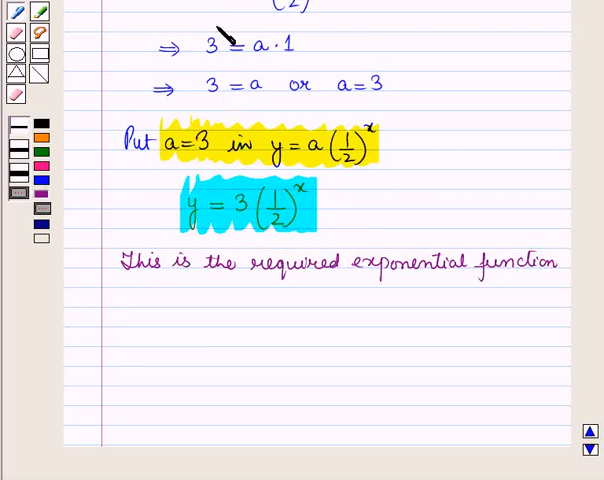 (2)
⇒ 3 = a · 1
⇒ 3 = a or a = 3
Put a = 3 in y = a (1/2)^x
y = 3 (1/2)^x
This is the required exponential function